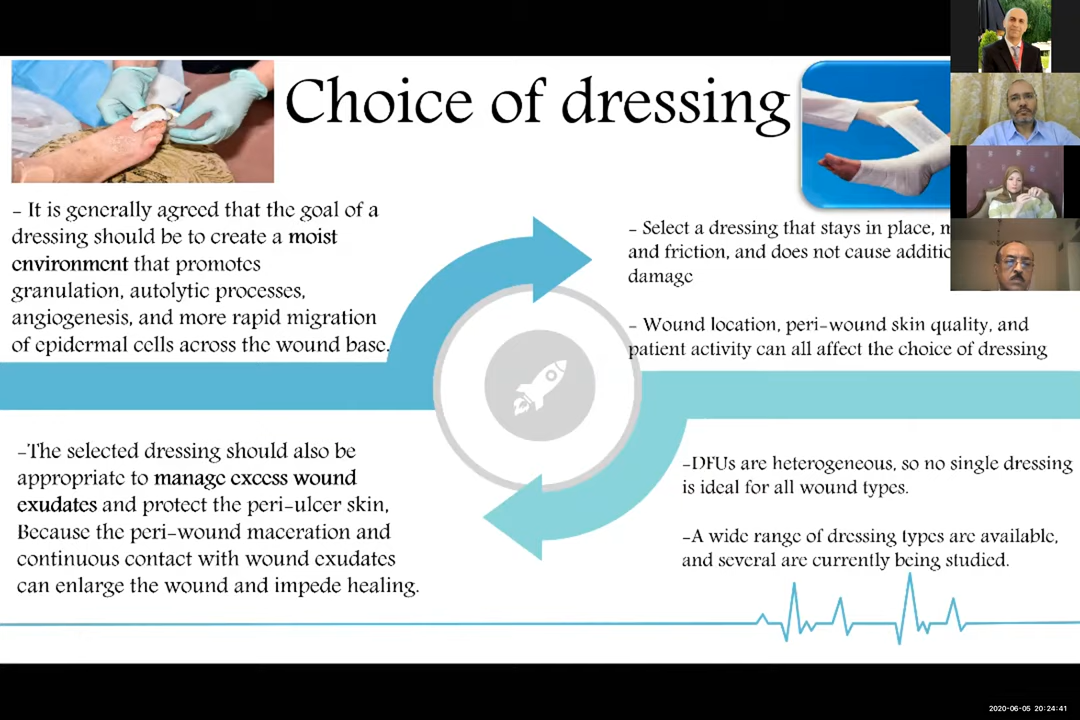 Choice of dressing
- It is generally agreed that the goal of a
dressing should be to create a moist
environment that promotes
granulation, autolytic processes,
angiogenesis, and more rapid migration
of epidermal cells across the wound base.
- Select a dressing that stays in place, m
and friction, and does not cause additio
damage
- Wound location, peri-wound skin quality, and
patient activity can all affect the choice of dressing
-The selected dressing should also be
appropriate to manage excess wound
exudates and protect the peri-ulcer skin,
Because the peri-wound maceration and
continuous contact with wound exudates
can enlarge the wound and impede healing.
-DFUs are heterogeneous, so no single dressing
is ideal for all wound types.
-A wide range of dressing types are available,
and several are currently being studied.
2020-06-05 20:24:41